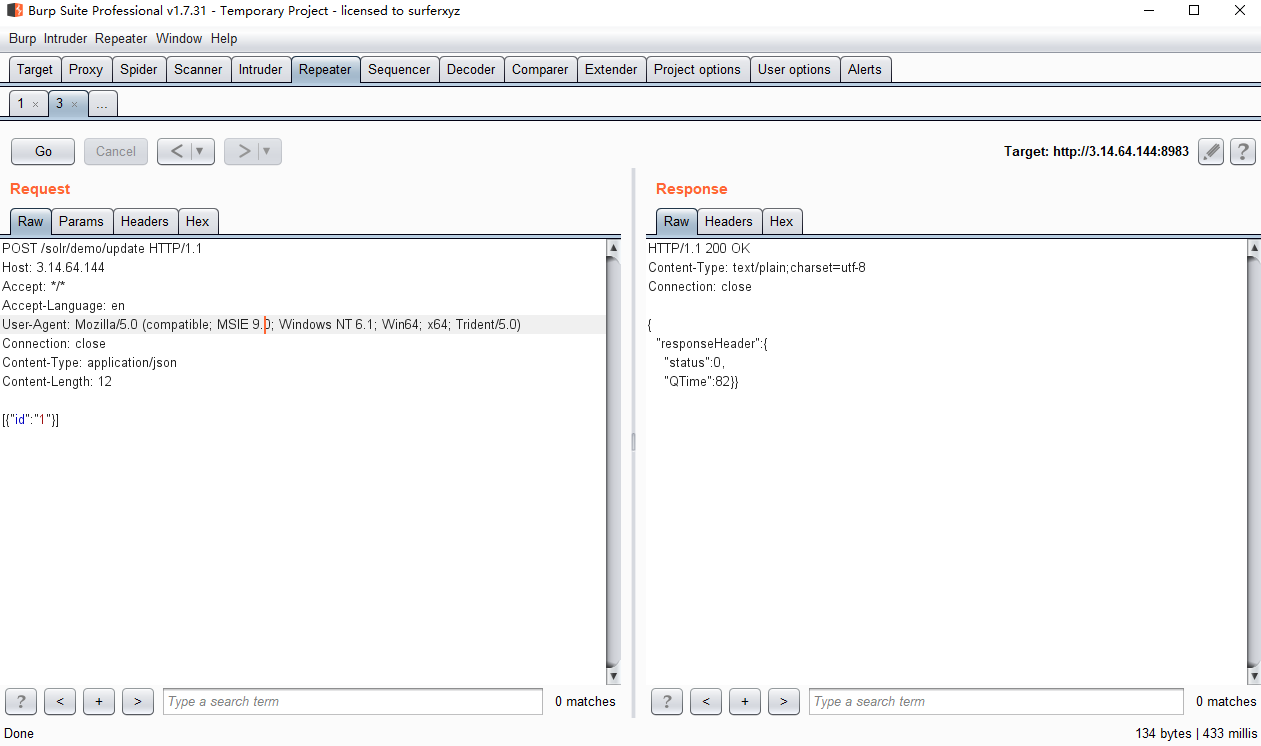 Burp Suite Professional v1.7.31 - Temporary Project - licensed to surferxyz
Burp Intruder Repeater Window Help
Target Proxy Spider Scanner Intruder Repeater Sequencer Decoder Comparer Extender Project options User options Alerts
1 × 3 × ...
Go Cancel < > Target: http://3.14.64.144:8983 ?
Request
Raw Params Headers Hex
POST /solr/demo/update HTTP/1.1
Host: 3.14.64.144
Accept: */*
Accept-Language: en
User-Agent: Mozilla/5.0 (compatible; MSIE 9.0; Windows NT 6.1; Win64; x64; Trident/5.0)
Connection: close
Content-Type: application/json
Content-Length: 12
[{"id":"1"}]
? < + > Type a search term 0 matches
Response
Raw Headers Hex
HTTP/1.1 200 OK
Content-Type: text/plain;charset=utf-8
Connection: close
{
"responseHeader":{
"status":0,
"QTime":82}}
? < + > Type a search term 0 matches
Done 134 bytes | 433 millis